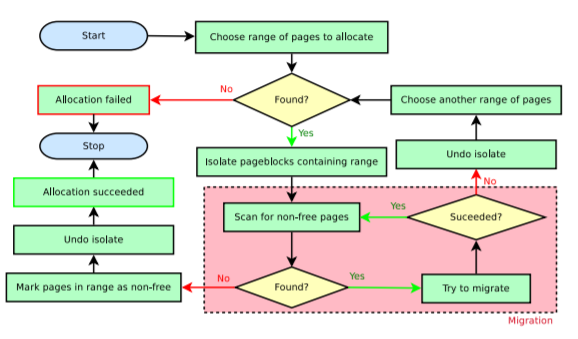 Start
Choose range of pages to allocate
No
Allocation failed
Found?
Choose another range of pages
Yes
Stop
Isolate pageblocks containing range
Undo isolate
No
Allocation succeeded
Scan for non-free pages
Yes
Suceeded?
Undo isolate
No
Yes
Mark pages in range as non-free
Found?
Try to migrate
Migration